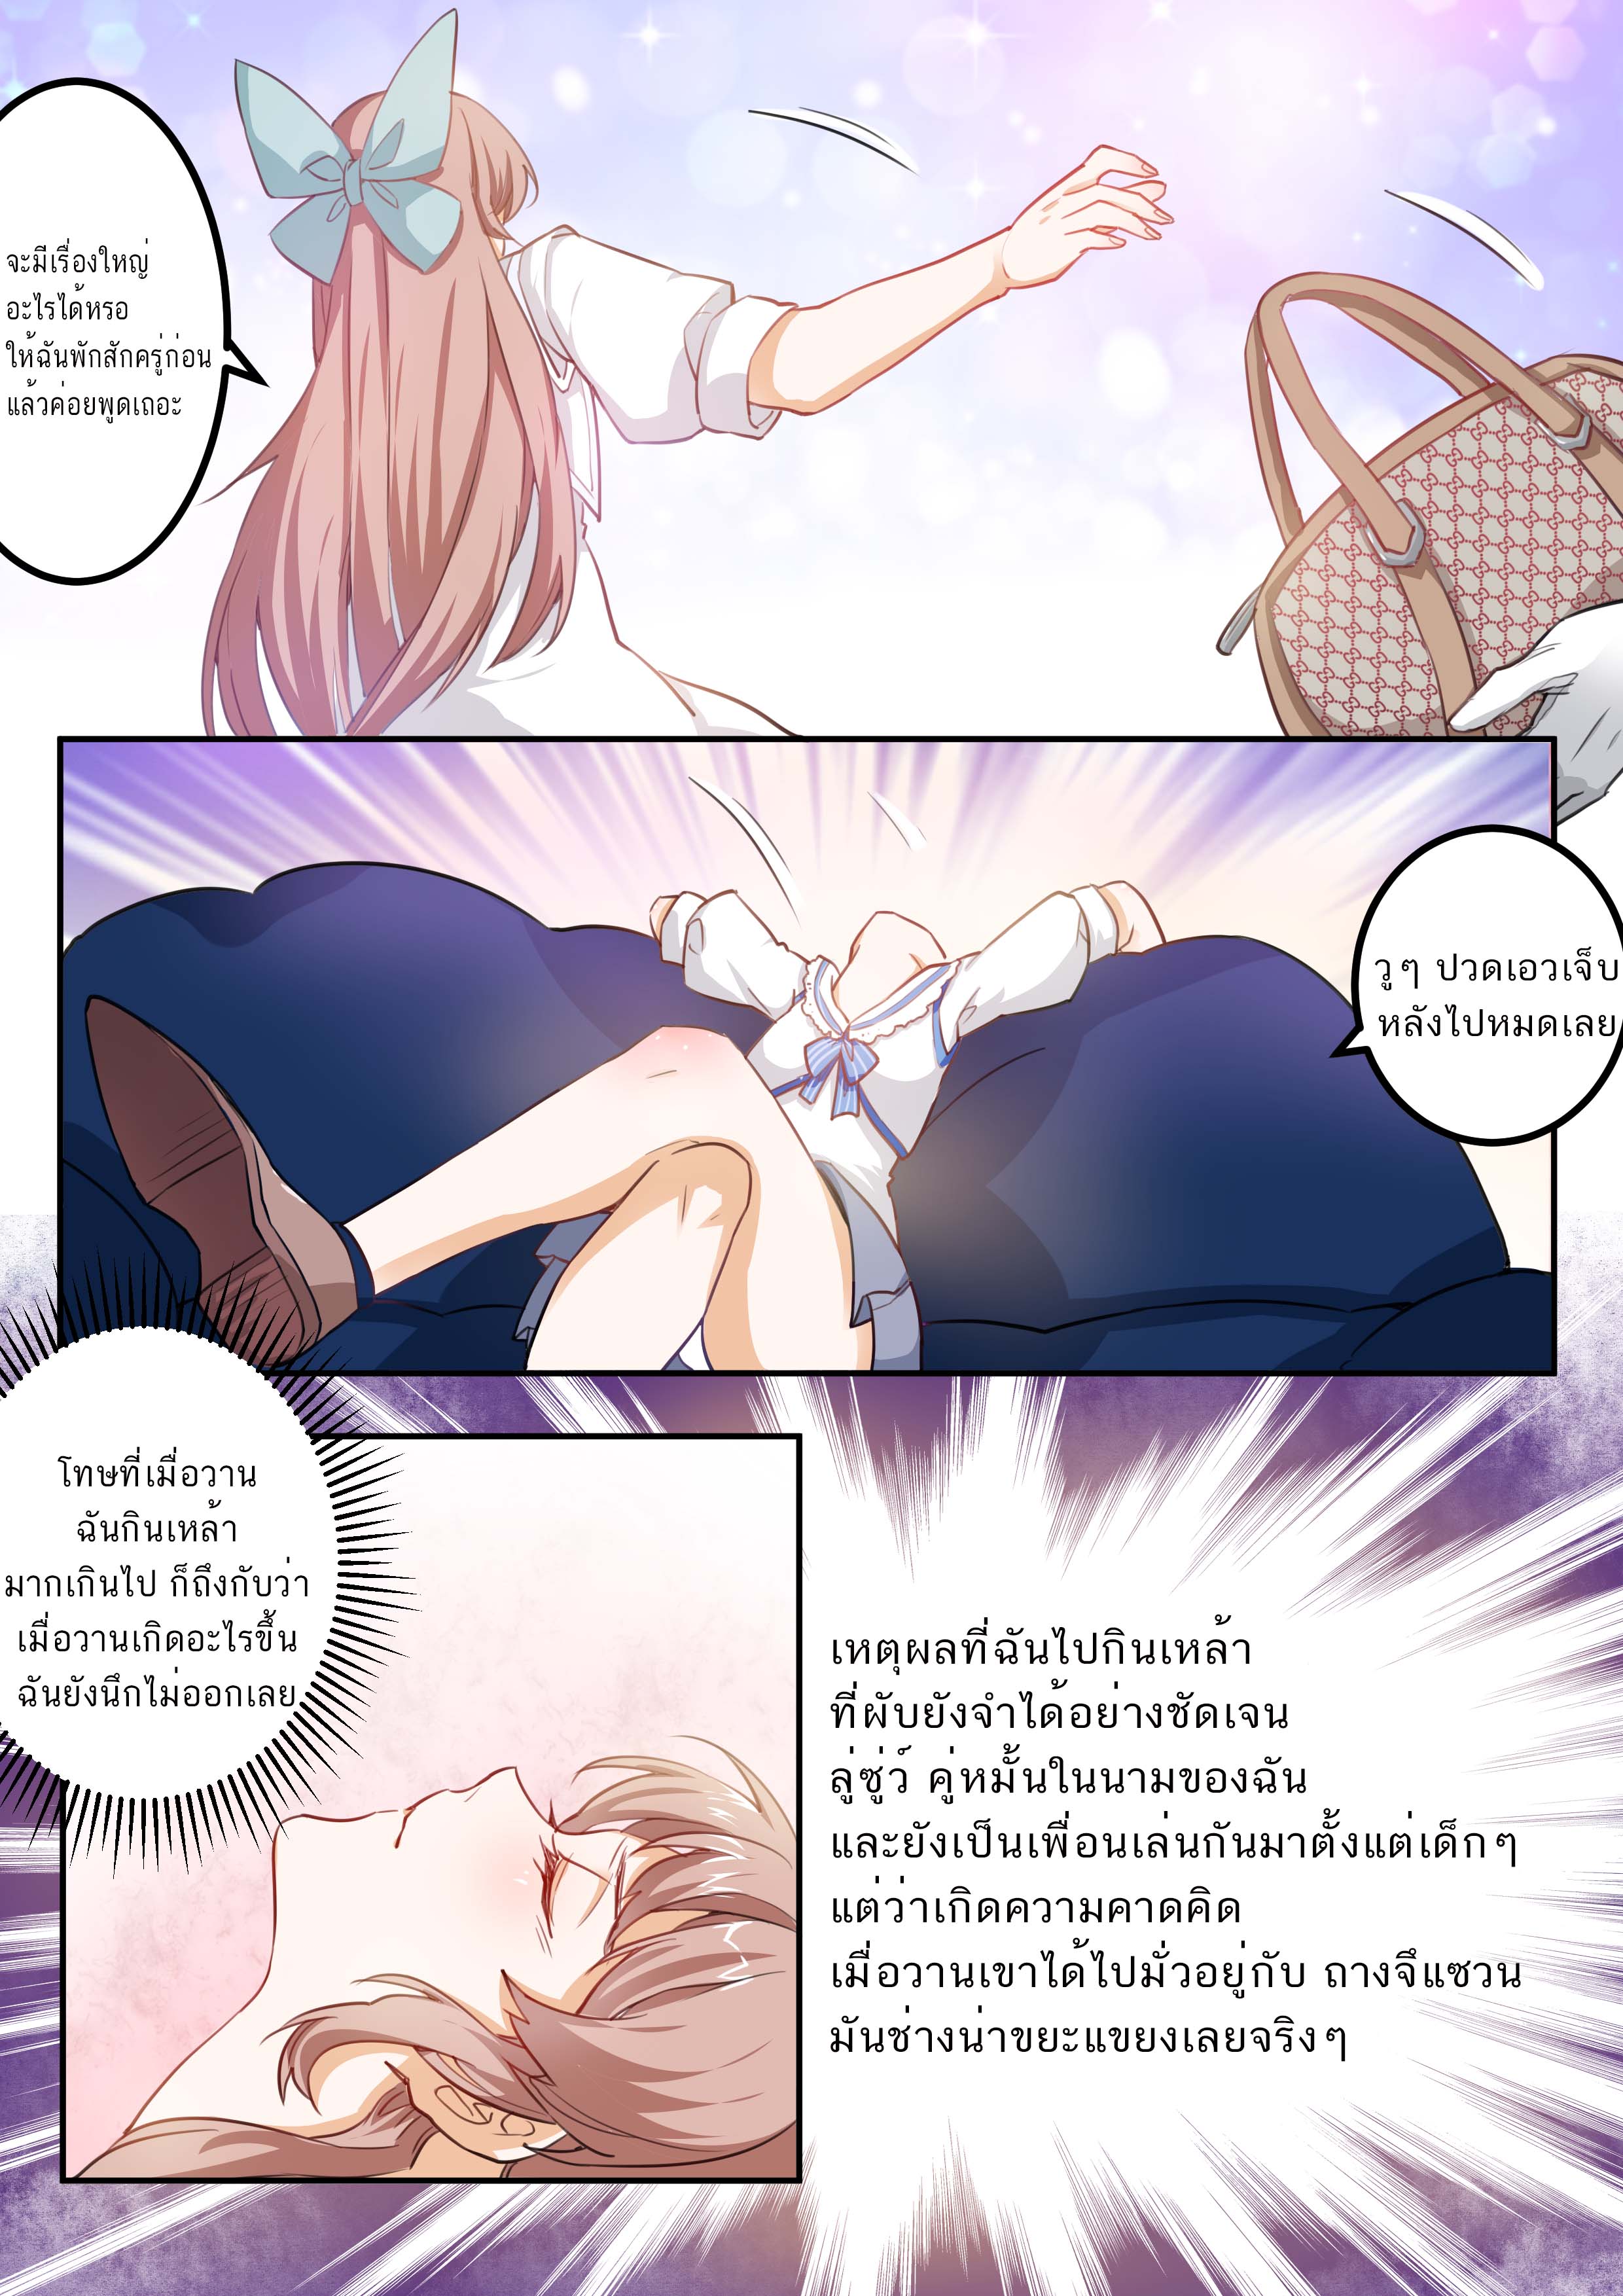 จะมีเรื่องใหญ่
อะไรได้หรอ
ให้ฉันพักสักครู่ก่อน
แล้วค่อยพูดเถอะ
วูๆ ปวดเอวเจ็บ
หลังไปหมดเลย
โทษที่เมื่อวาน
ฉันกินเหล้า
มากเกินไป ก็ถึงกับว่า
เมื่อวานเกิดอะไรขึ้น
ฉันยังนึกไม่ออกเลย
เหตุผลที่ฉันไปกินเหล้า
ที่ผับยังจำได้อย่างชัดเจน
ลู่ซู่ว์ คู่หมั้นในนามของฉัน
และยังเป็นเพื่อนเล่นกันมาตั้งแต่เด็กๆ
แต่ว่าเกิดความคาดคิด
เมื่อวานเขาได้ไปมั่วอยู่กับ ถางจึแซวน
มันช่างน่าขยะแขยงเลยจริงๆ